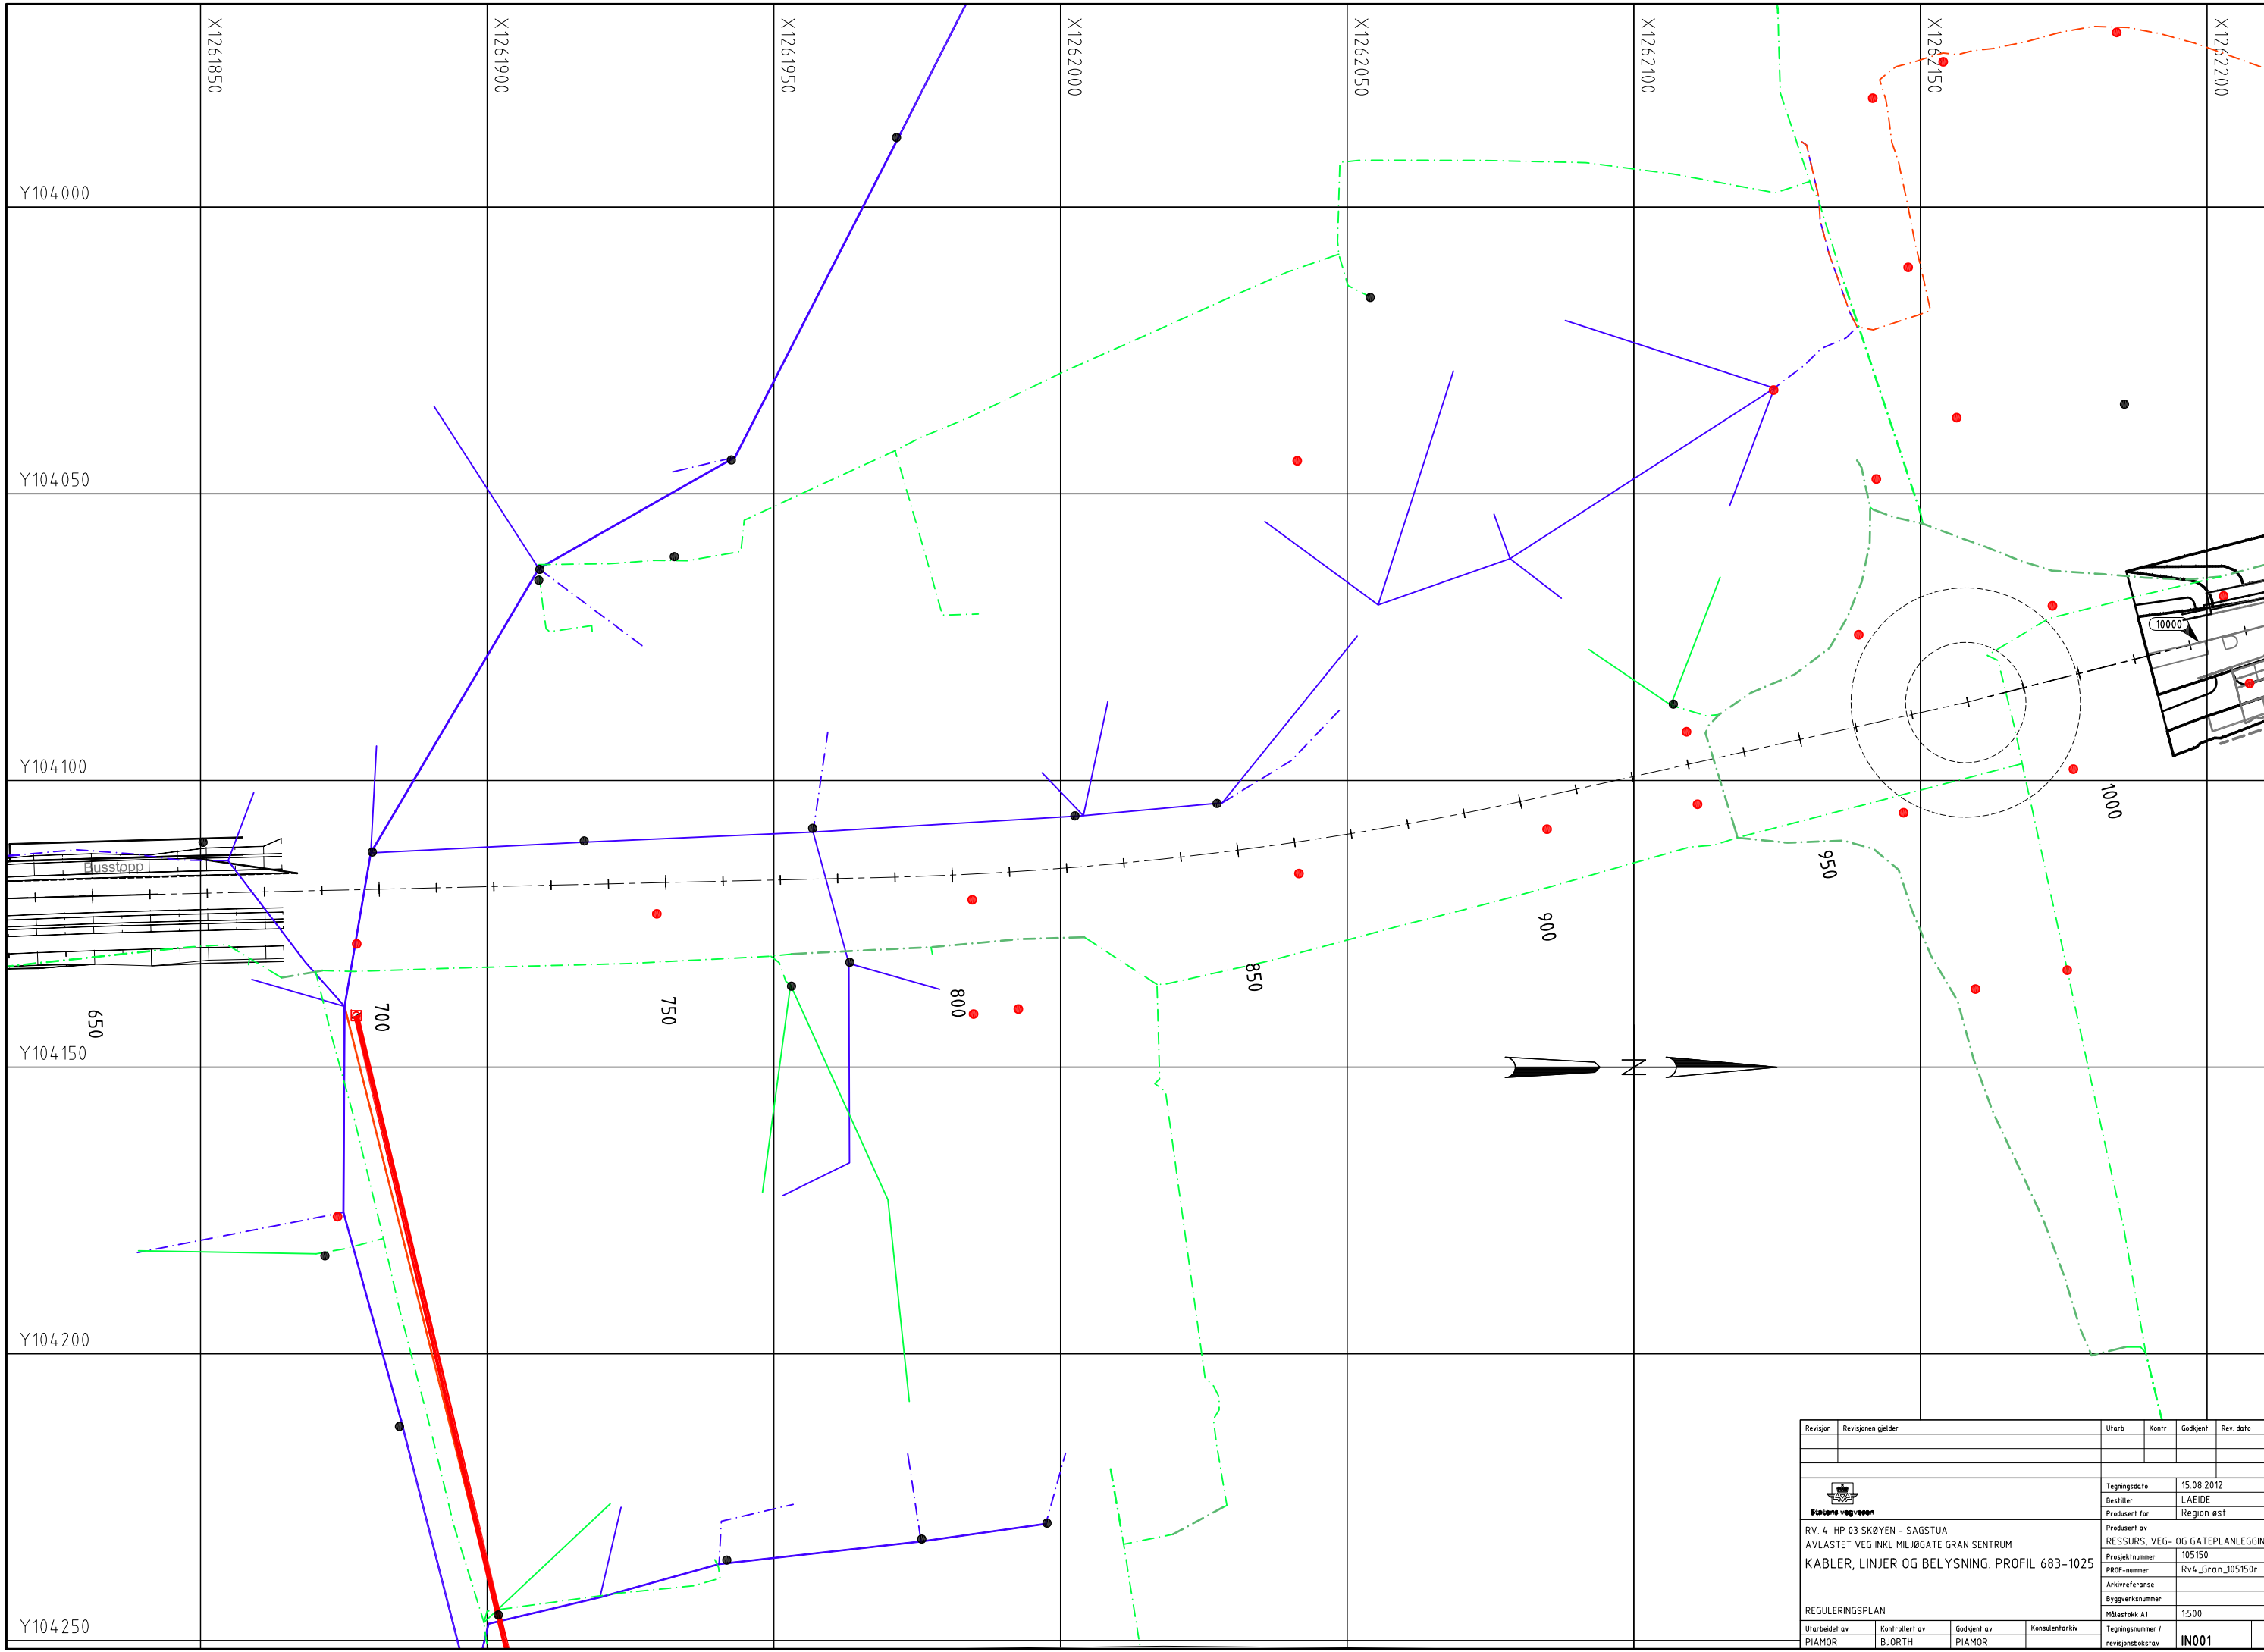 X1261850
X1261900
X1261950
X1262000
X1262050
X1262100
X1262150
X1262200
Y104000
Y104050
Y104100
Y104150
Y104200
Y104250
10000
D
Busstopp
650
700
750
800
850
900
950
1000
N
Revisjon Revisjonen gjelder Utarb Kontr Godkjent Rev. dato
Statens vegvesen
Tegningsdato 15.08.2012
Bestiller LAEIDE
Produsert for Region øst
Produsert av
RESSURS, VEG- OG GATEPLANLEGGIN
Prosjektnummer 105150
PROF-nummer Rv4_Gran_105150r
Arkivreferanse
Byggverksnummer
Målestokk A1 1:500
Tegningsnummer /
revisjonsbokstav IN001
RV. 4 HP 03 SKØYEN - SAGSTUA
AVLASTET VEG INKL MILJØGATE GRAN SENTRUM
KABLER, LINJER OG BELYSNING. PROFIL 683-1025
REGULERINGSPLAN
Utarbeidet av Kontrollert av Godkjent av Konsulentarkiv
PIAMOR BJORTH PIAMOR